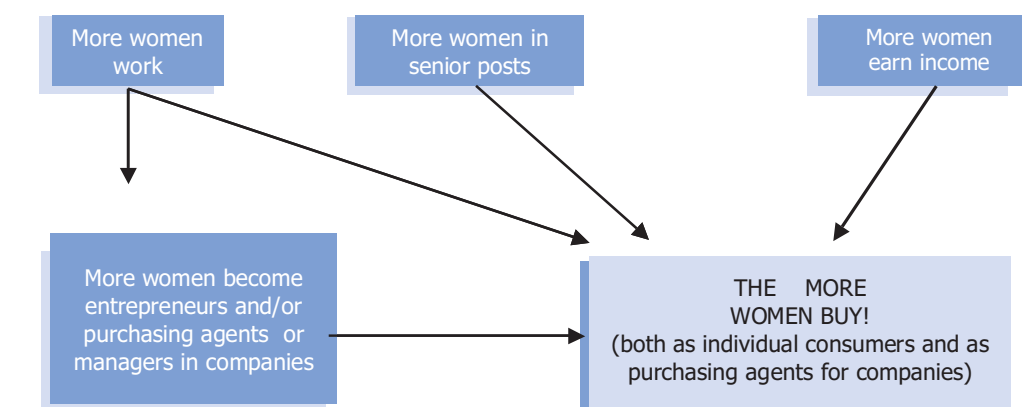 More women
work
More women in
senior posts
More women
earn income
More women become
entrepreneurs and/or
purchasing agents or
managers in companies
THE MORE
WOMEN BUY!
(both as individual consumers and as
purchasing agents for companies)